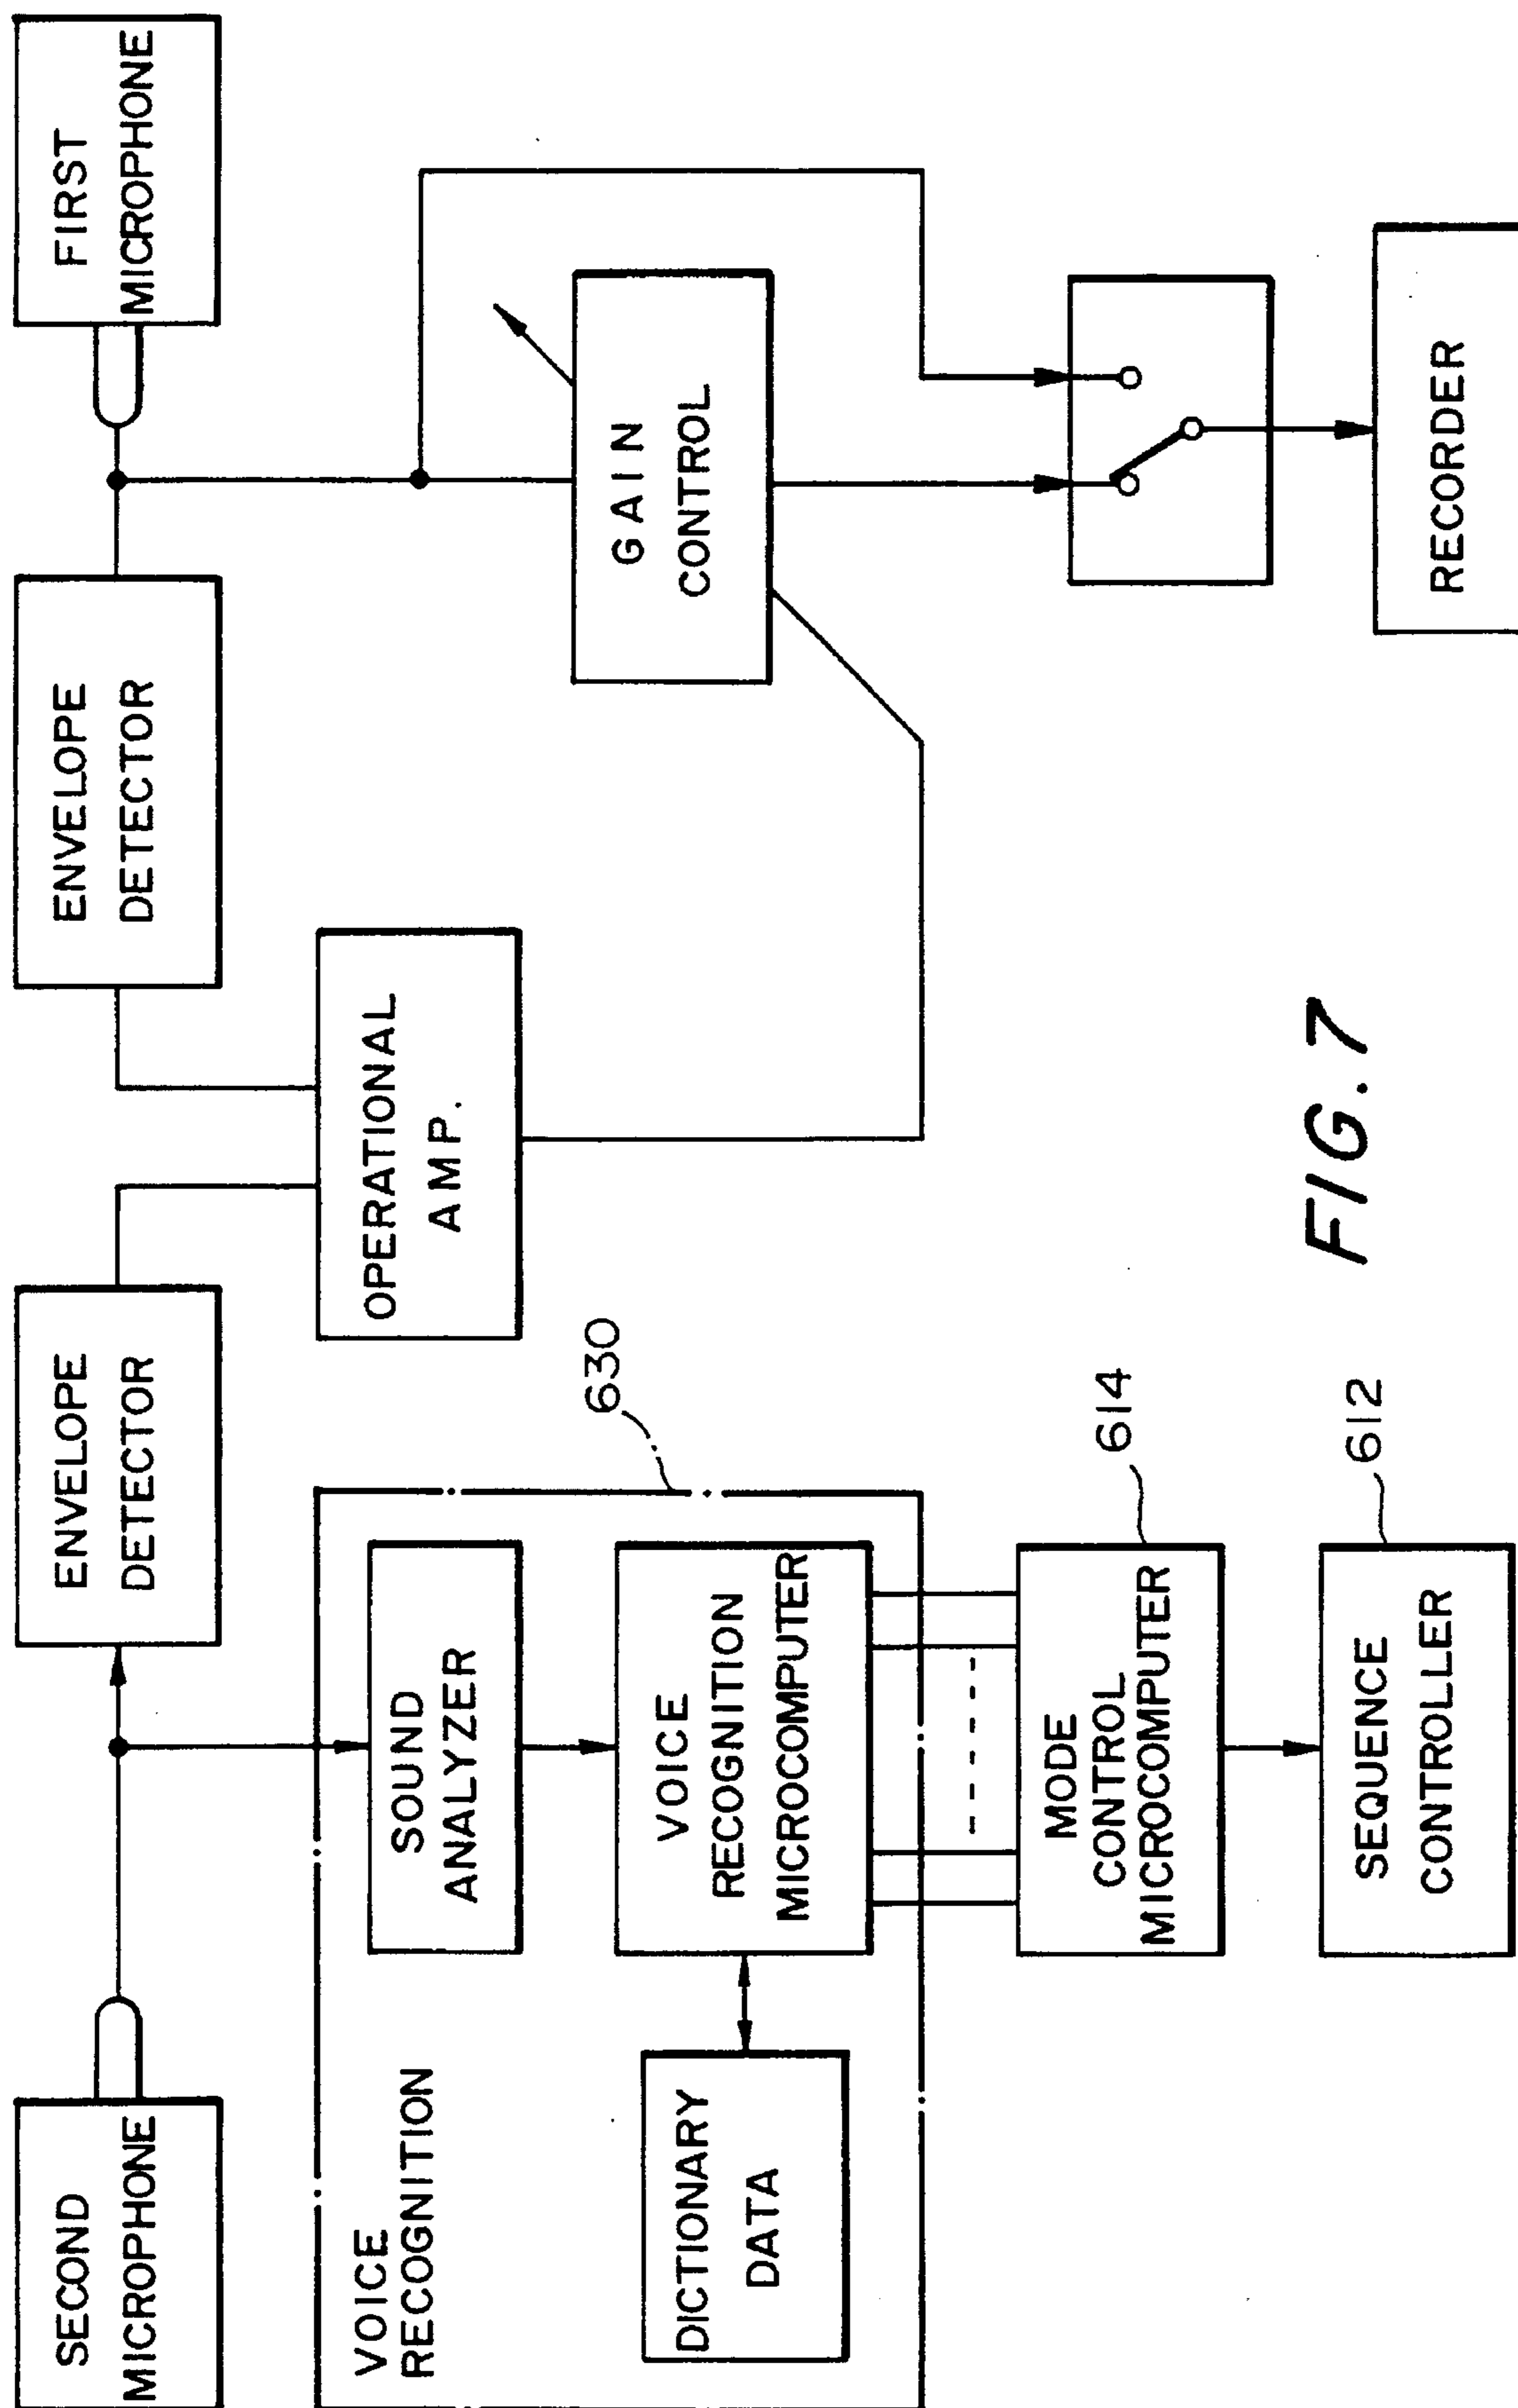 SECOND
MICROPHONE
ENVELOPE
DETECTOR
ENVELOPE
DETECTOR
FIRST
MICROPHONE
VOICE
RECOGNITION
SOUND
ANALYZER
630
OPERATIONAL
AMP.
DICTIONARY
DATA
VOICE
RECOGNITION
MICROCOMPUTER
GAIN
CONTROL
MODE
CONTROL
MICROCOMPUTER
614
SEQUENCE
CONTROLLER
612
RECORDER
FIG. 7